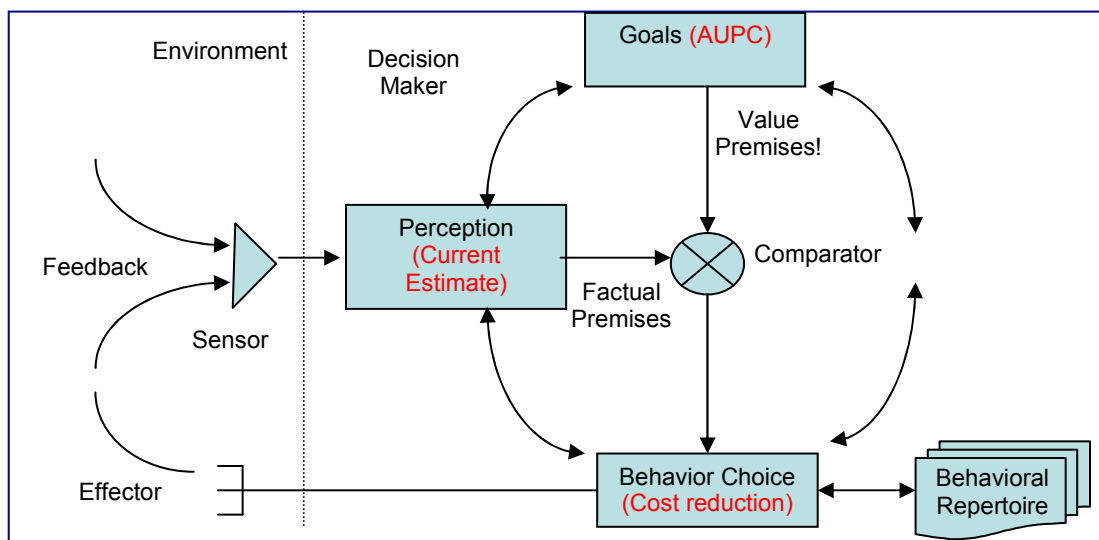 Goals (AUPC)
Environment
Decision
Maker
Value
Premises!
Perception
(Current
Estimate)
Comparator
Feedback
Factual
Premises
Sensor
Behavior Choice
(Cost reduction)
Behavioral
Repertoire
Effector